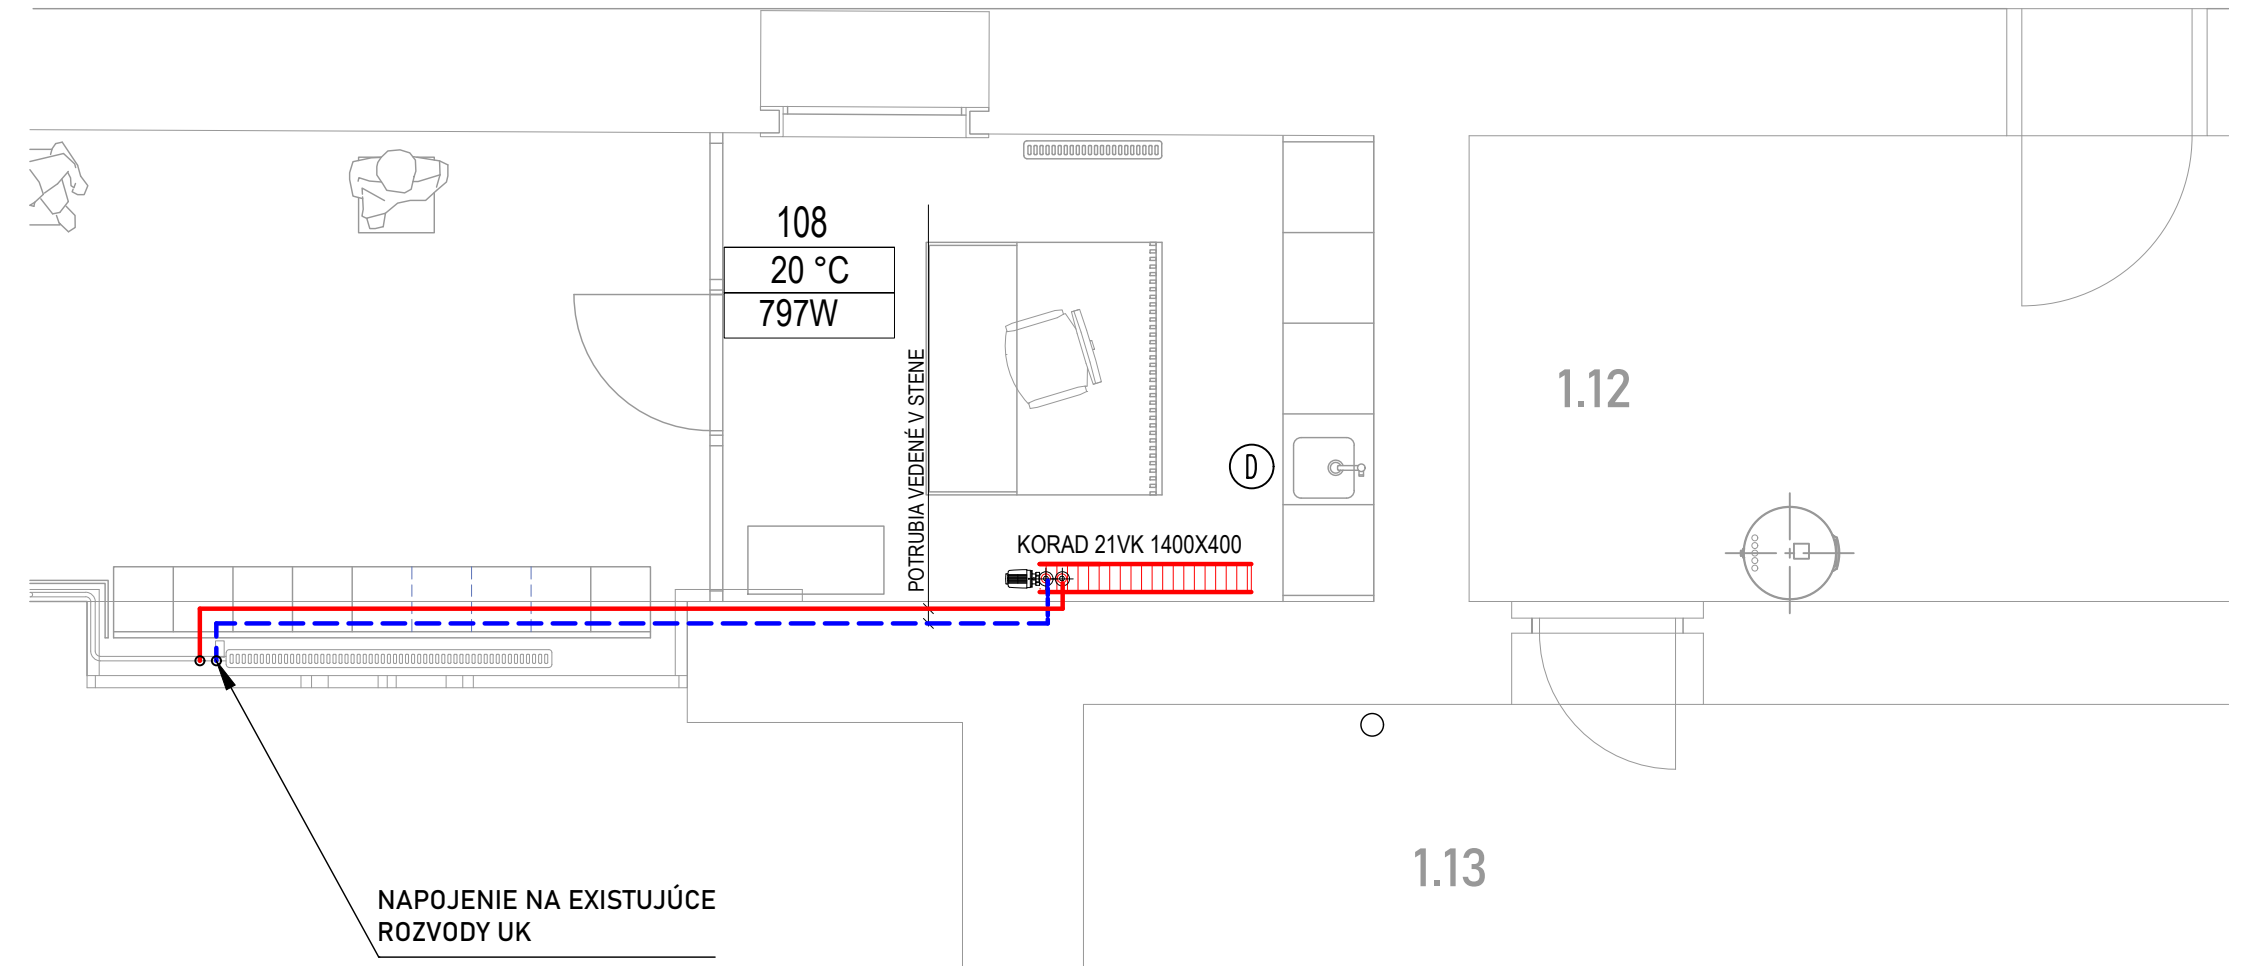 108
20 °C
797W
POTRUBIA VEDENÉ V STENE
1.12
D
KORAD 21VK 1400X400
1.13
NAPOJENIE NA EXISTUJÚCE
ROZVODY UK